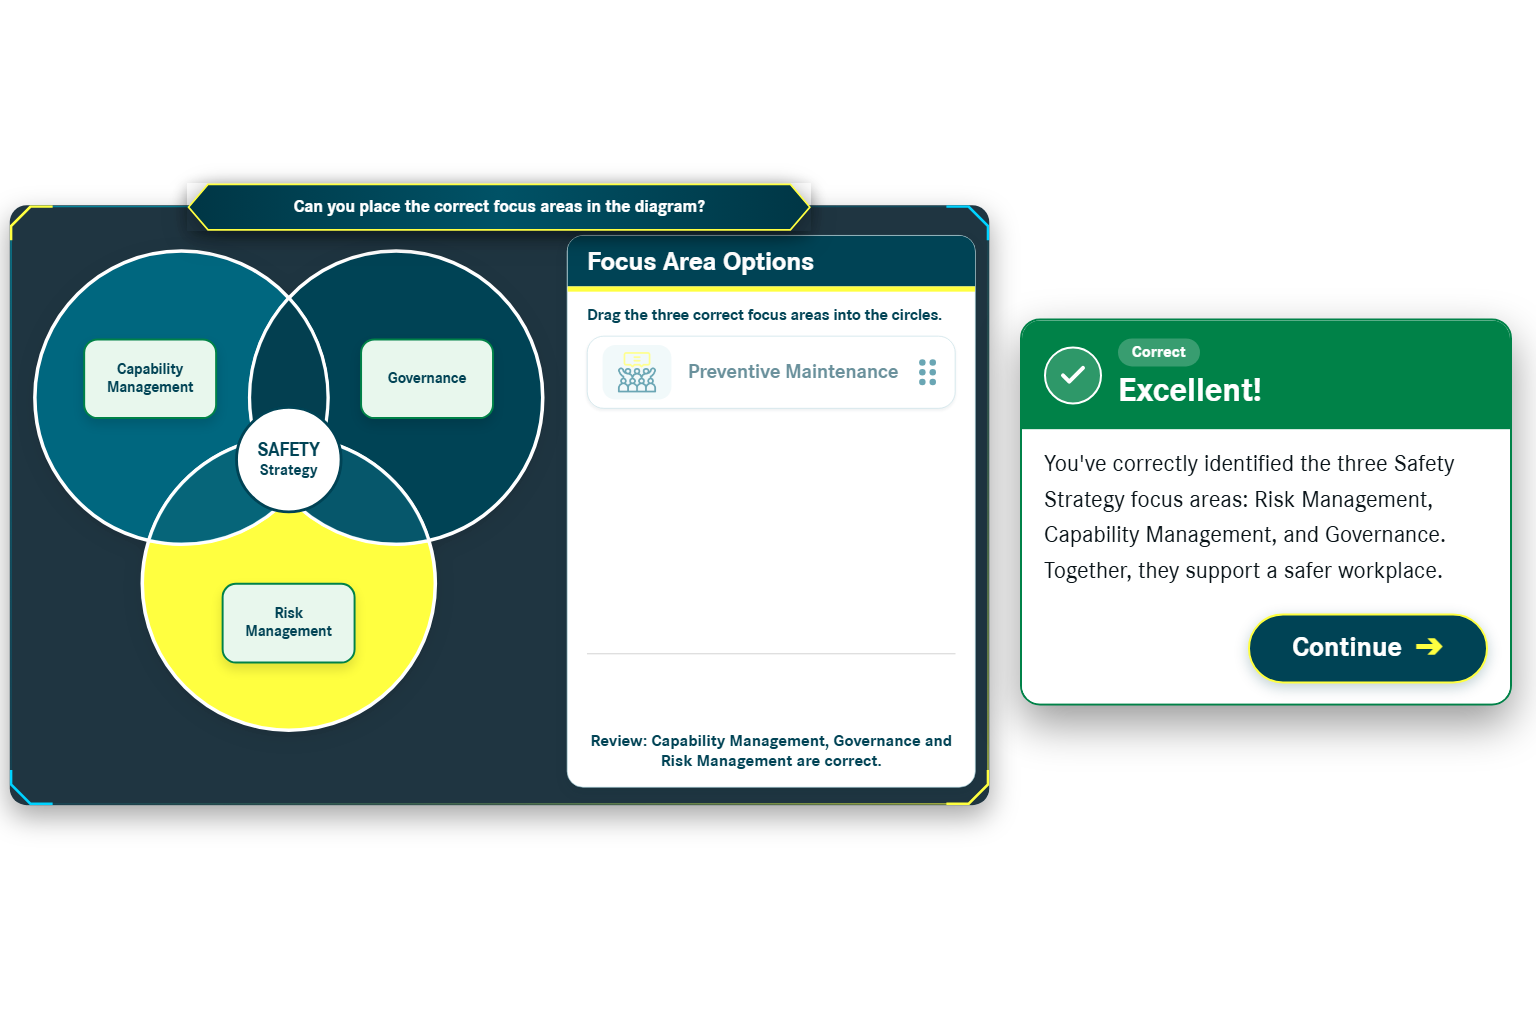 Can you place the correct focus areas in the diagram?
Capability
Management
Governance
SAFETY
Strategy
Risk
Management
Focus Area Options
Drag the three correct focus areas into the circles.
Preventive Maintenance
Review: Capability Management, Governance and
Risk Management are correct.
Correct
Excellent!
You've correctly identified the three Safety
Strategy focus areas: Risk Management,
Capability Management, and Governance.
Together, they support a safer workplace.
Continue